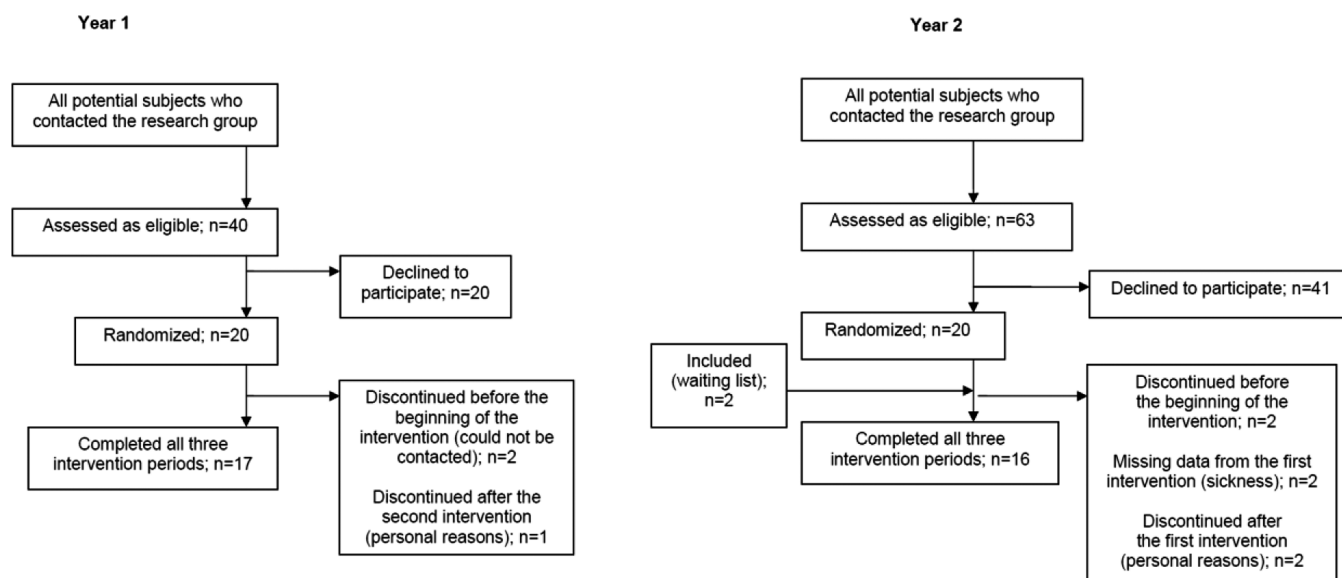 Year 1
All potential subjects who
contacted the research group
Assessed as eligible; n=40
Declined to
participate; n=20
Randomized; n=20
Discontinued before the
beginning of the
intervention (could not be
contacted); n=2
Discontinued after the
second intervention
(personal reasons); n=1
Completed all three
intervention periods; n=17
Year 2
All potential subjects who
contacted the research group
Assessed as eligible; n=63
Declined to participate; n=41
Randomized; n=20
Included
(waiting list);
n=2
Discontinued before
the beginning of the
intervention; n=2
Missing data from the first
intervention (sickness); n=2
Discontinued after
the first intervention
(personal reasons); n=2
Completed all three
intervention periods; n=16